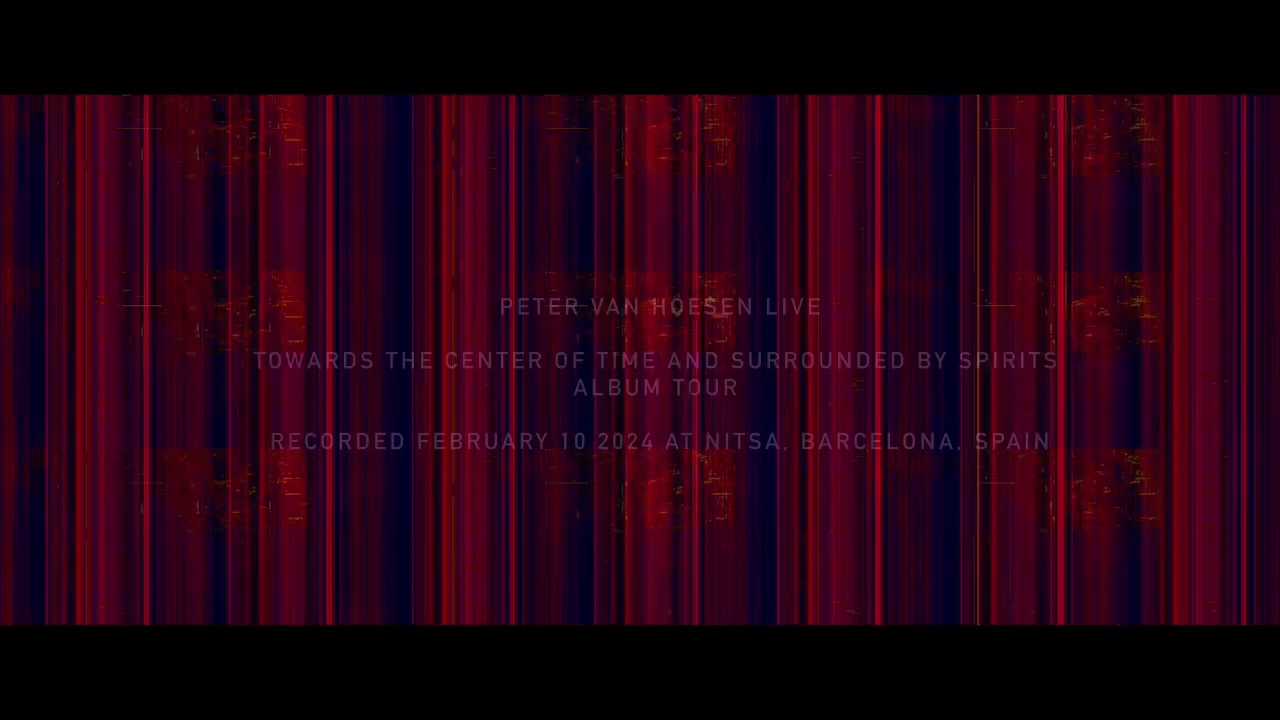 PETER VAN HOESEN LIVE
TOWARDS THE CENTER OF TIME AND SURROUNDED BY SPIRITS
ALBUM TOUR
RECORDED FEBRUARY 10 2024 AT NITSA, BARCELONA, SPAIN